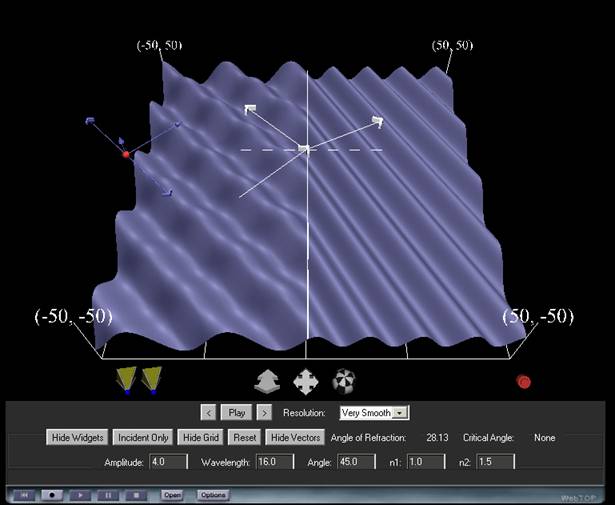 (-50, 50) (50, 50)
(-50, -50) (50, -50)
< Play > Resolution: Very Smooth
Hide Widgets Incident Only Hide Grid Reset Hide Vectors Angle of Refraction: 28.13 Critical Angle: None
Amplitude: 4.0 Wavelength: 16.0 Angle: 45.0 n1: 1.0 n2: 1.5
Open Options WebTOP